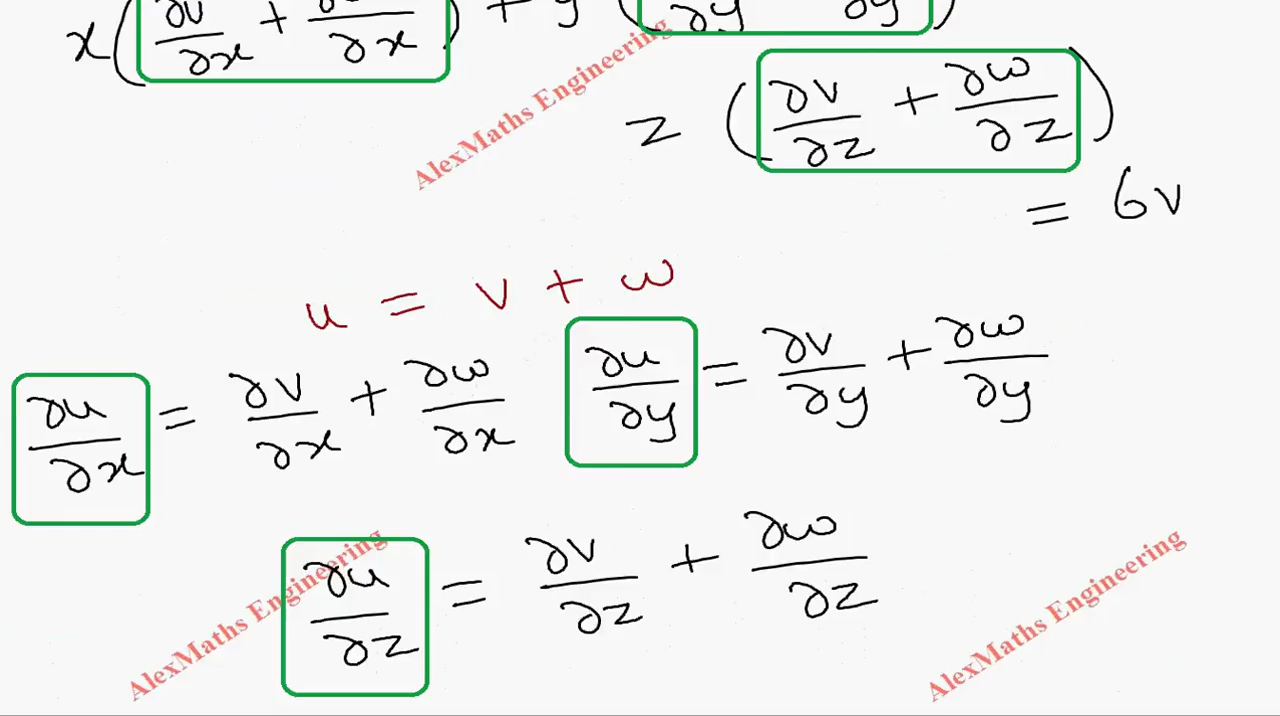 x(∂v/∂x + ∂w/∂x) + y(∂v/∂y ∂w/∂y)
z (∂v/∂z + ∂w/∂z)
= 6v
u = v + w
∂u/∂x = ∂v/∂x + ∂w/∂x ∂u/∂y = ∂v/∂y + ∂w/∂y
∂u/∂z = ∂v/∂z + ∂w/∂z
AlexMaths Engineering
AlexMaths Engineering
AlexMaths Engineering